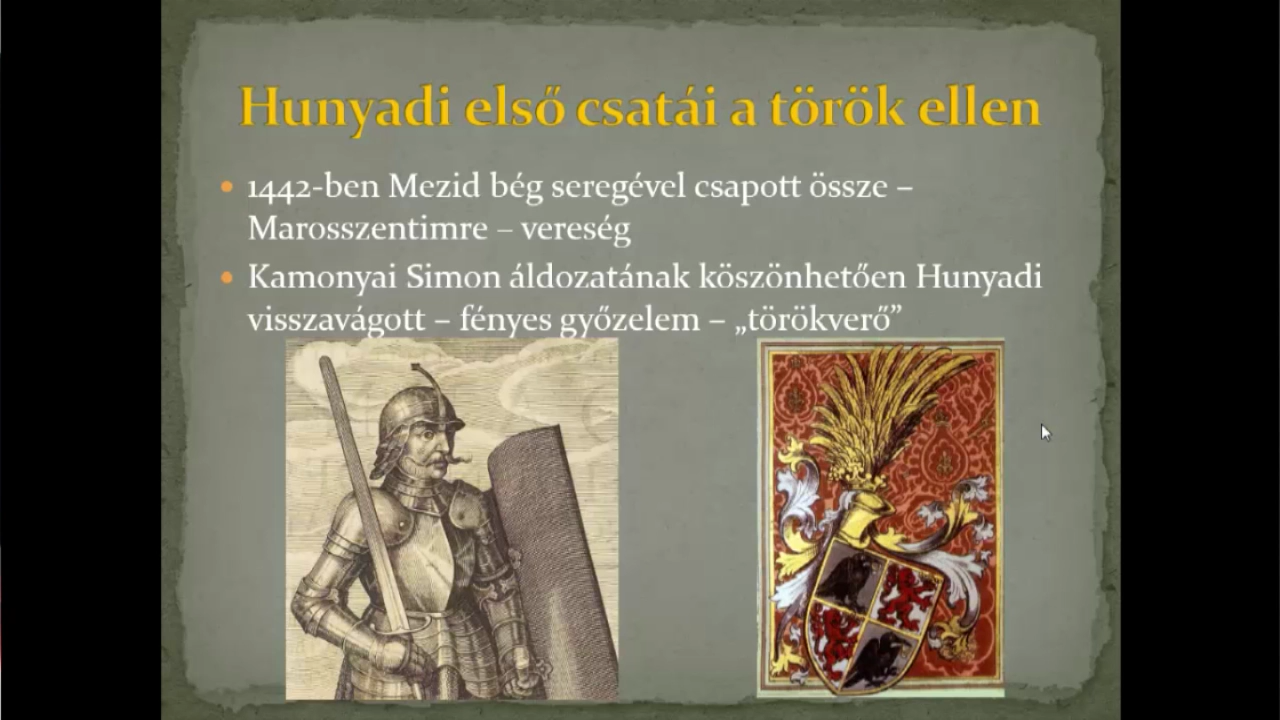 Hunyadi első csatái a török ellen
• 1442-ben Mezid bég seregével csapott össze –
Marosszentimre – vereség
• Kamonyai Simon áldozatának köszönhetően Hunyadi
visszavágott – fényes győzelem – „törökverő”